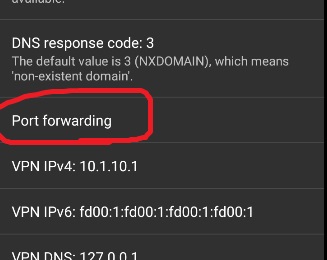 available.
DNS response code: 3
The default value is 3 (NXDOMAIN), which means
'non-existent domain'.
Port forwarding
VPN IPv4: 10.1.10.1
VPN IPv6: fd00:1:fd00:1:fd00:1:fd00:1
VPN DNS: 127.0.0.1